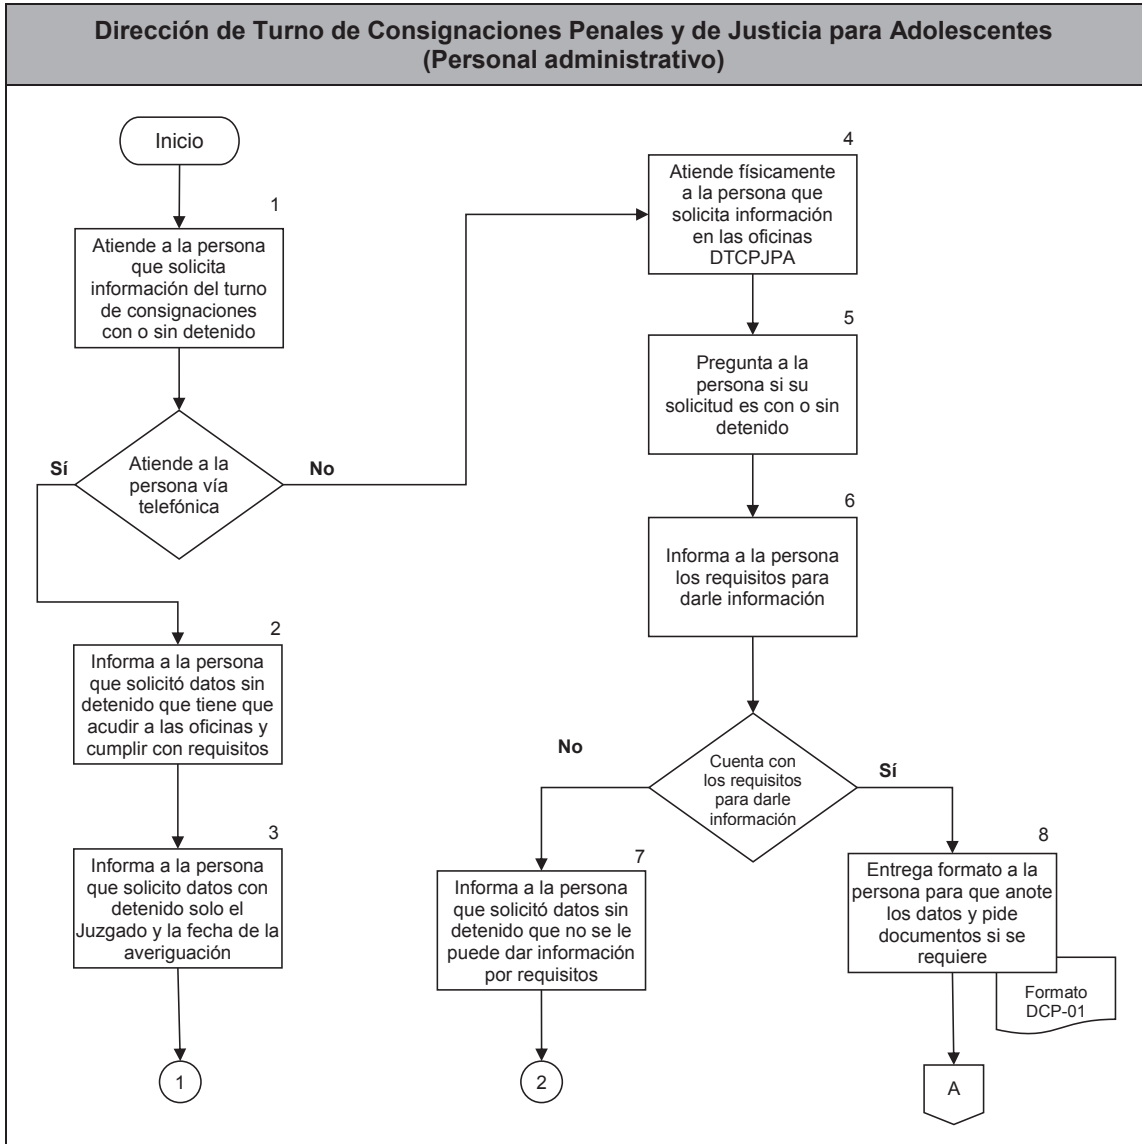 Dirección de Turno de Consignaciones Penales y de Justicia para Adolescentes
(Personal administrativo)
Inicio
1
Atiende a la persona
que solicita
información del turno
de consignaciones
con o sin detenido
Atiende a la
persona vía
telefónica
Sí
No
2
Informa a la persona
que solicitó datos sin
detenido que tiene que
acudir a las oficinas y
cumplir con requisitos
3
Informa a la persona
que solicito datos con
detenido solo el
Juzgado y la fecha de la
averiguación
1
4
Atiende físicamente
a la persona que
solicita información
en las oficinas
DTCPJPA
5
Pregunta a la
persona si su
solicitud es con o sin
detenido
6
Informa a la persona
los requisitos para
darle información
Cuenta con
los requisitos
para darle
información
No
Sí
7
Informa a la persona
que solicitó datos sin
detenido que no se le
puede dar información
por requisitos
2
8
Entrega formato a la
persona para que anote
los datos y pide
documentos si se
requiere
Formato
DCP-01
A